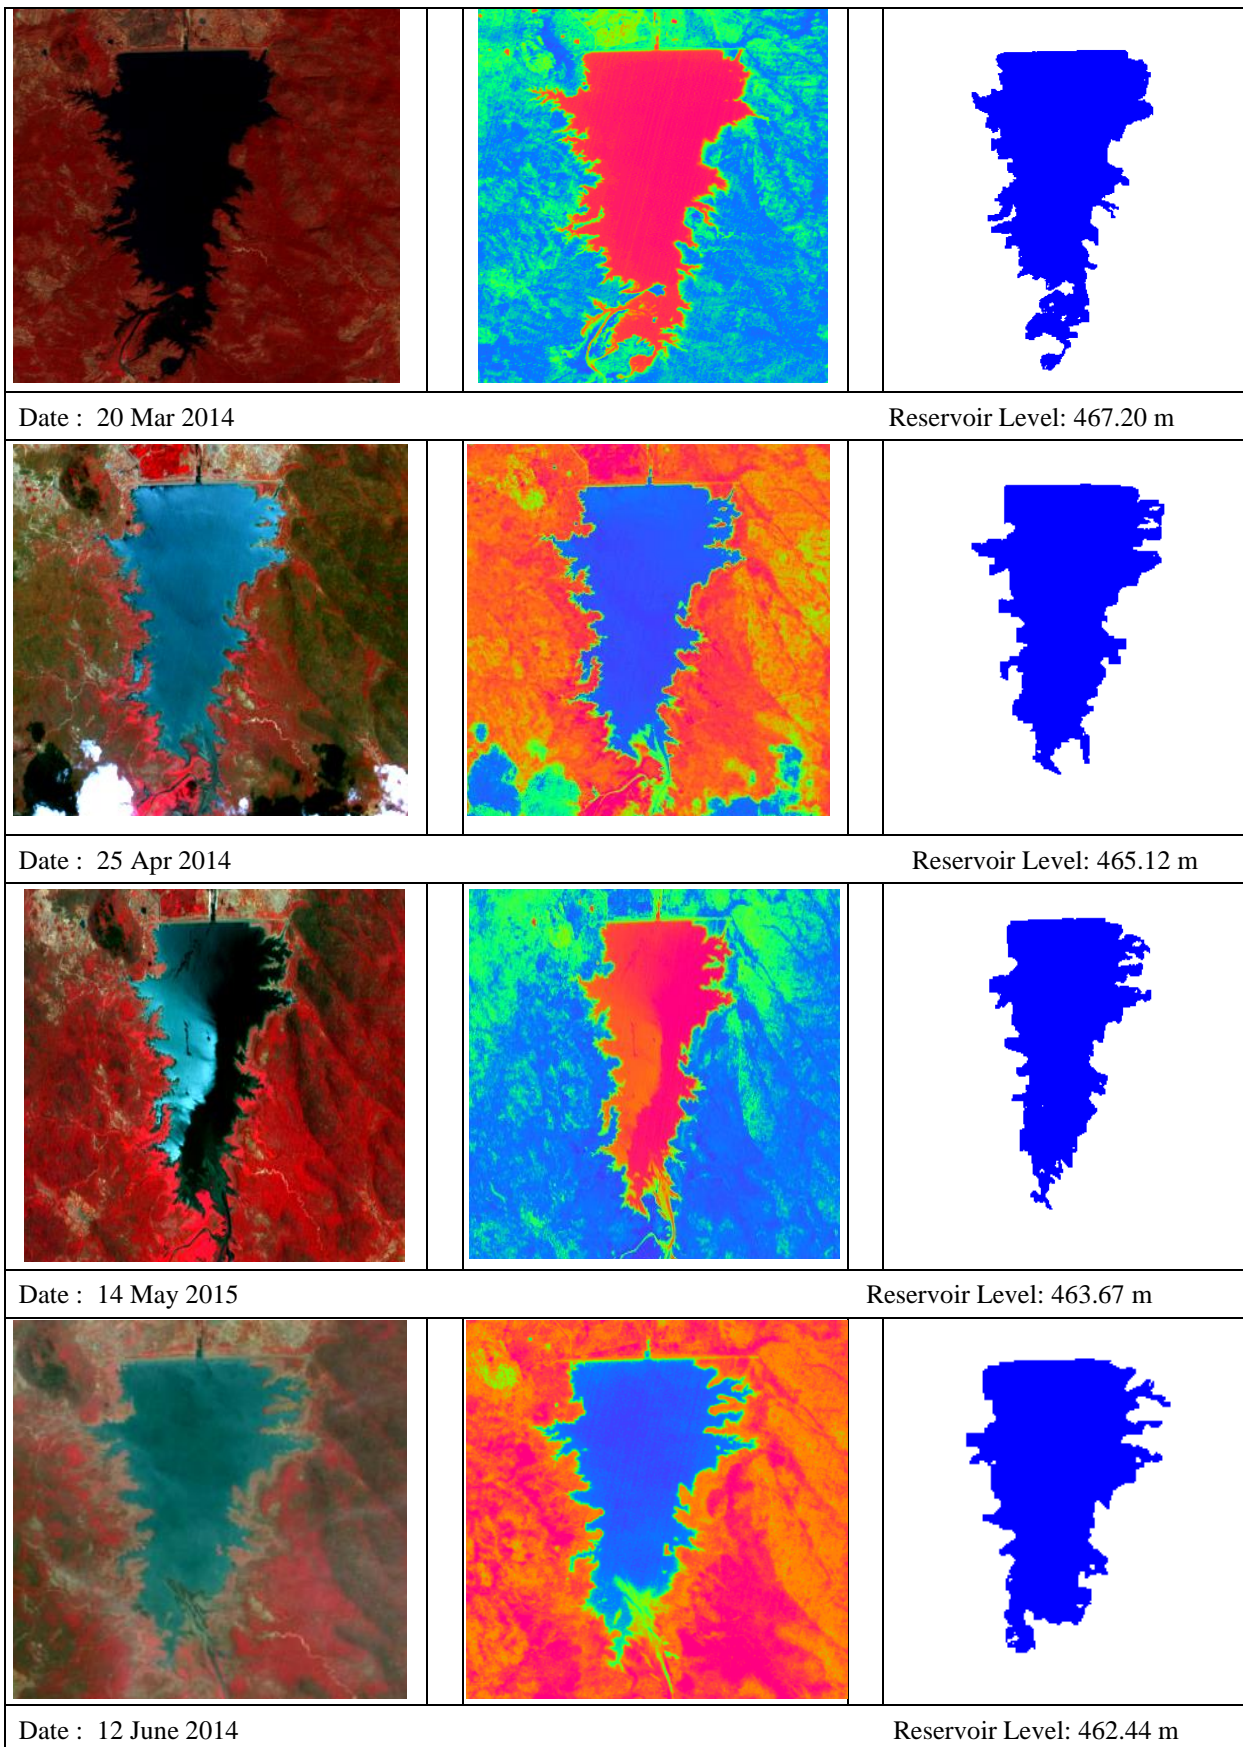 Date : 20 Mar 2014 Reservoir Level: 467.20 m
Date : 25 Apr 2014 Reservoir Level: 465.12 m
Date : 14 May 2015 Reservoir Level: 463.67 m
Date : 12 June 2014 Reservoir Level: 462.44 m